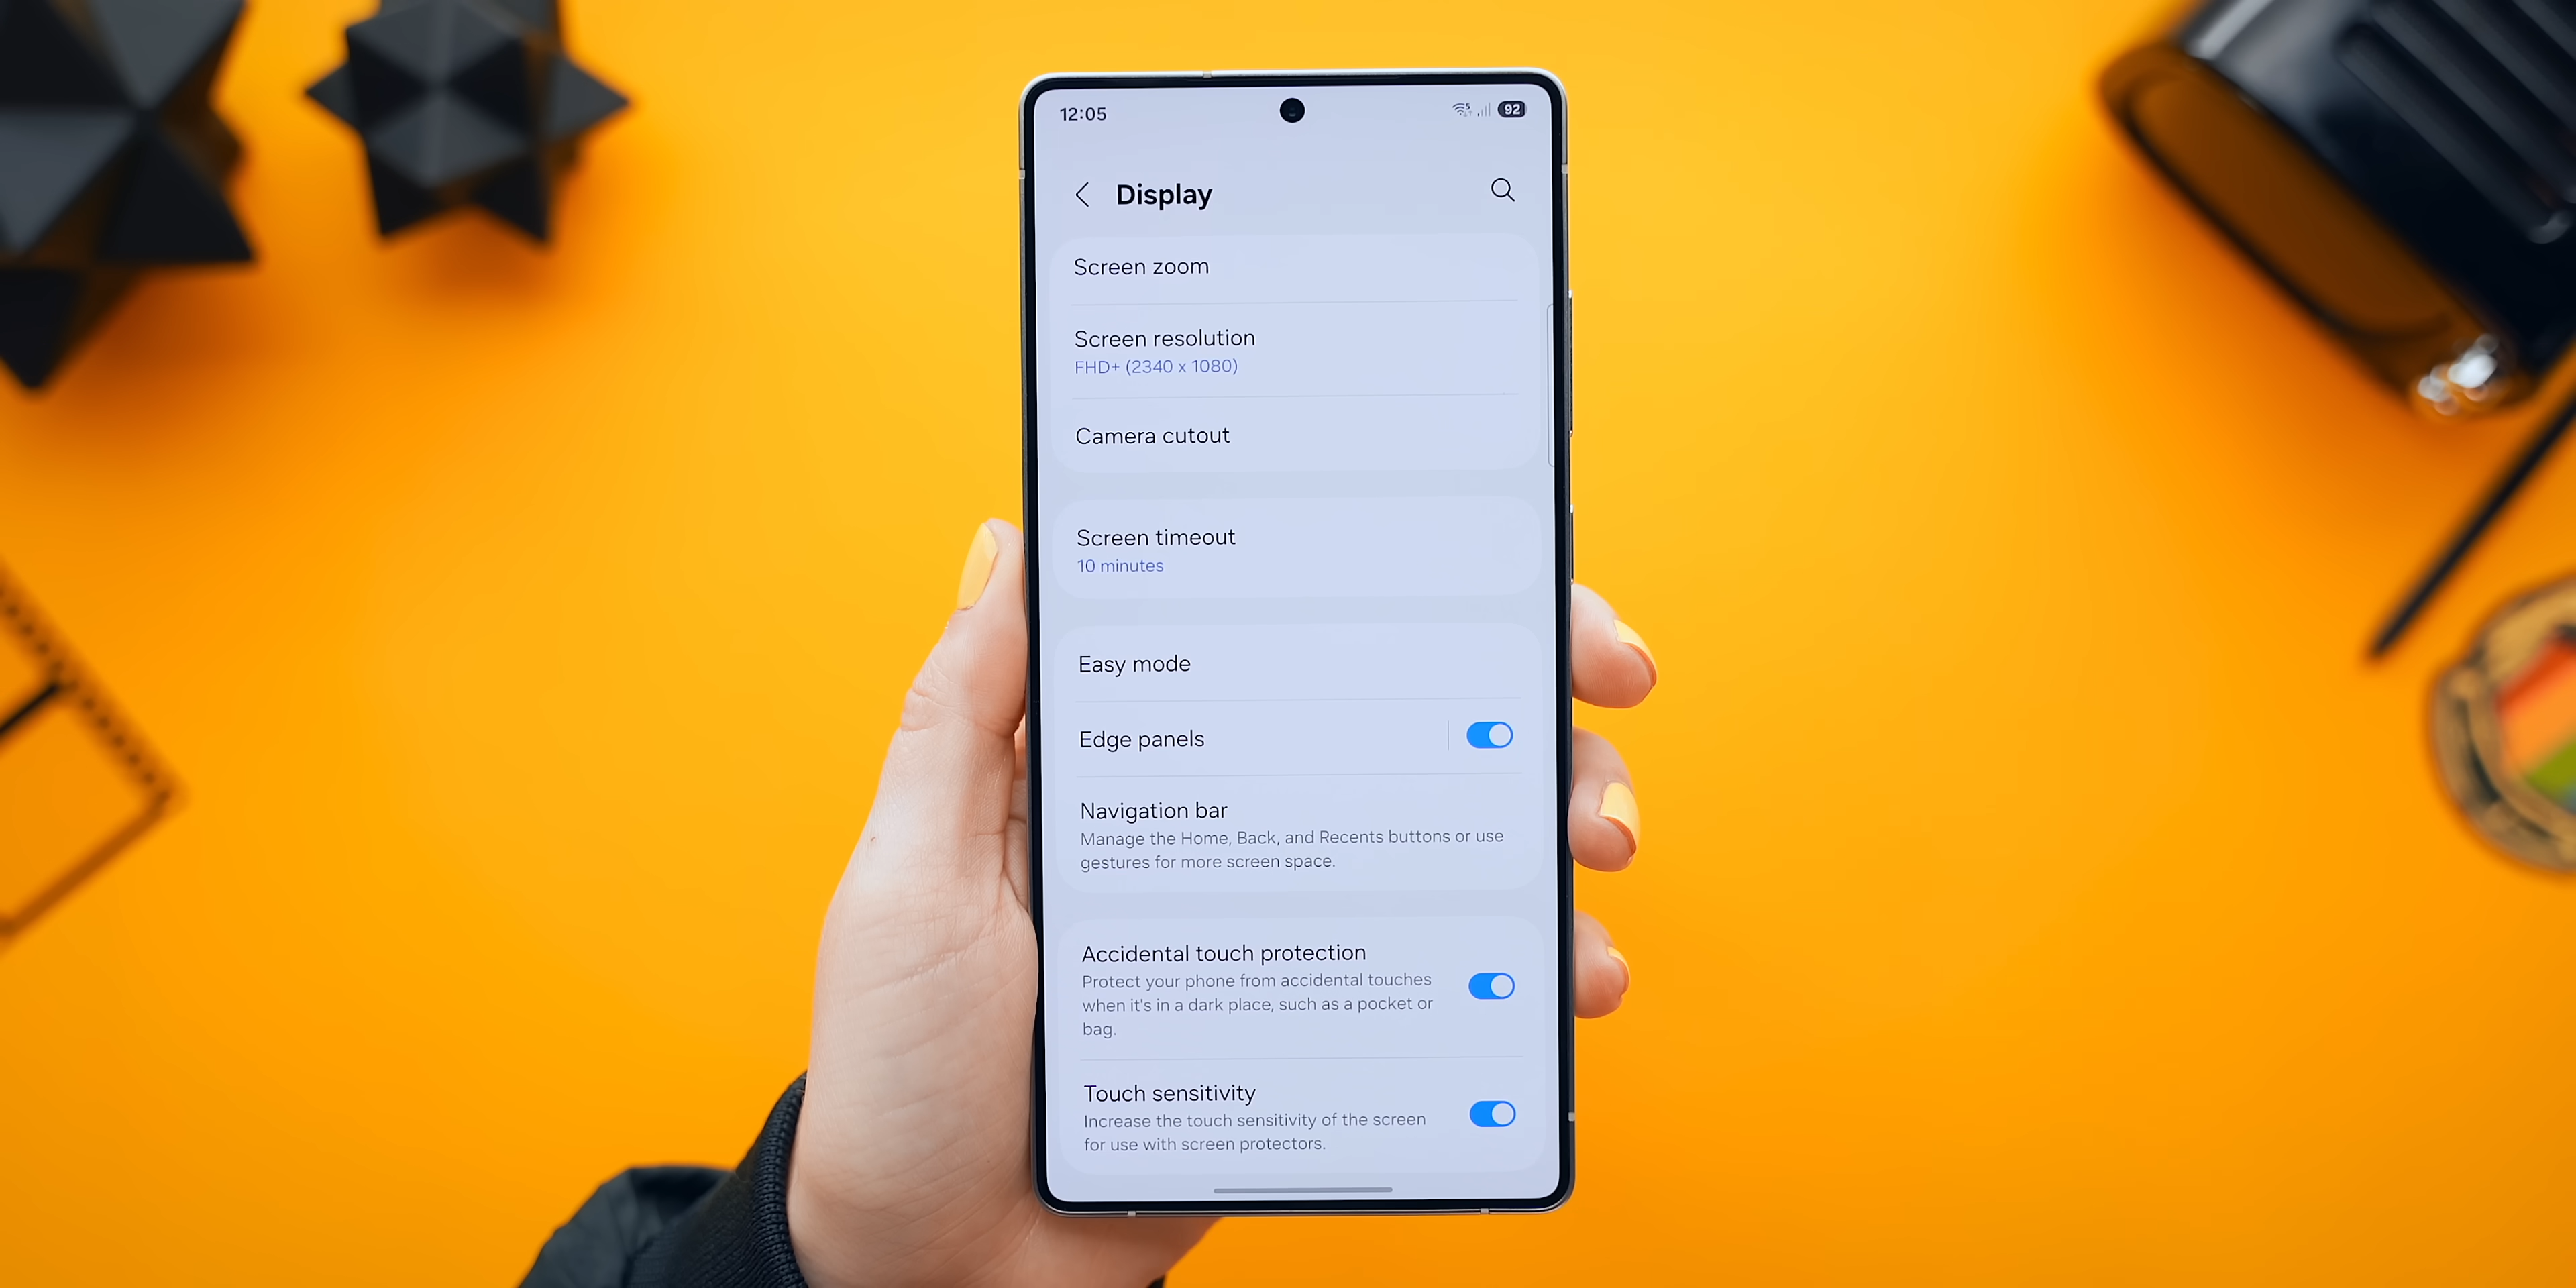 12:05
5
92
Display
Screen zoom
Screen resolution
FHD+ (2340 x 1080)
Camera cutout
Screen timeout
10 minutes
Easy mode
Edge panels
Navigation bar
Manage the Home, Back, and Recents buttons or use
gestures for more screen space.
Accidental touch protection
Protect your phone from accidental touches
when it's in a dark place, such as a pocket or
bag.
Touch sensitivity
Increase the touch sensitivity of the screen
for use with screen protectors.